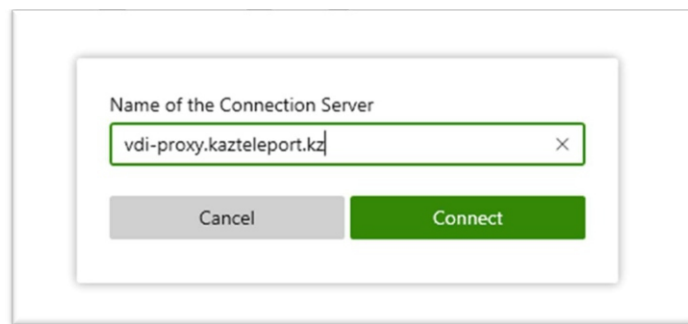 Name of the Connection Server
vdi-proxy.kazteleport.kz
Cancel
Connect